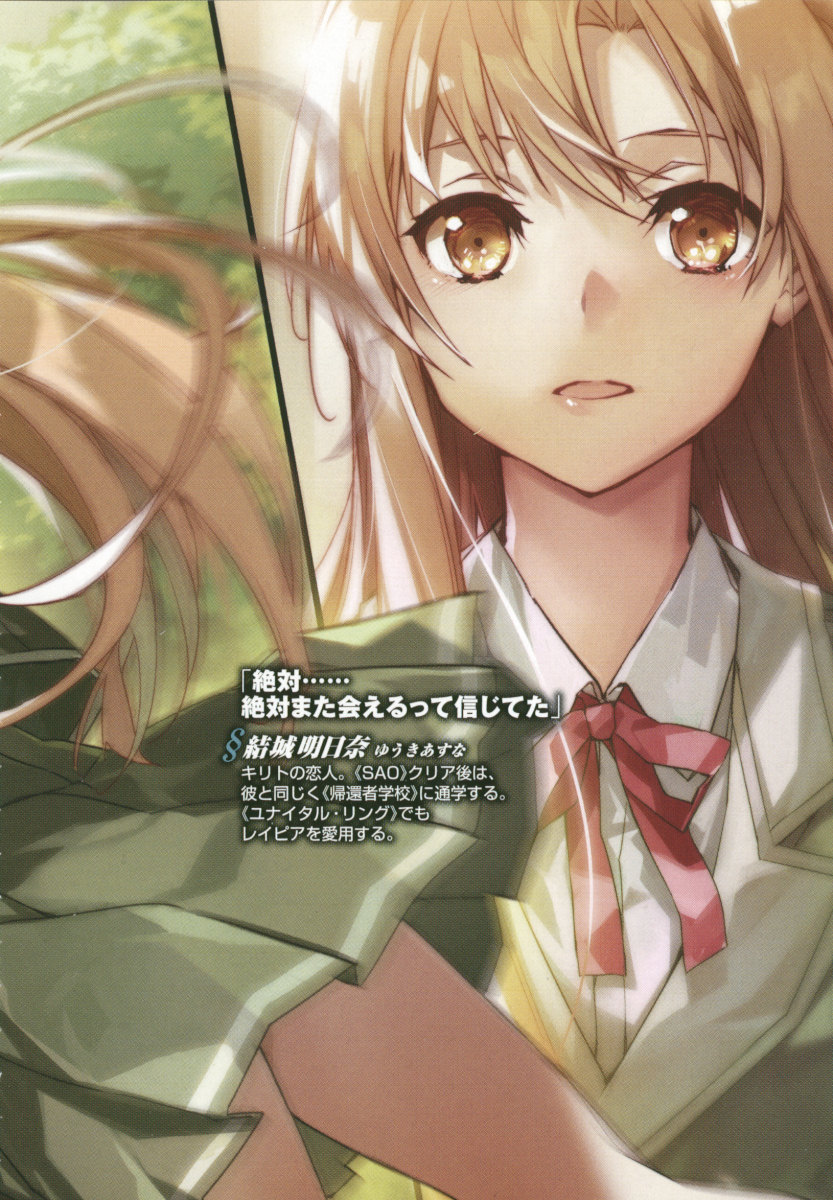 「絶対……
絶対また会えるって信じてた」
§結城明日奈 ゆうきあすな
キリトの恋人。《SAO》クリア後は、
彼と同じく《帰還者学校》に通学する。
《ユナイタル・リング》でも
レイピアを愛用する。